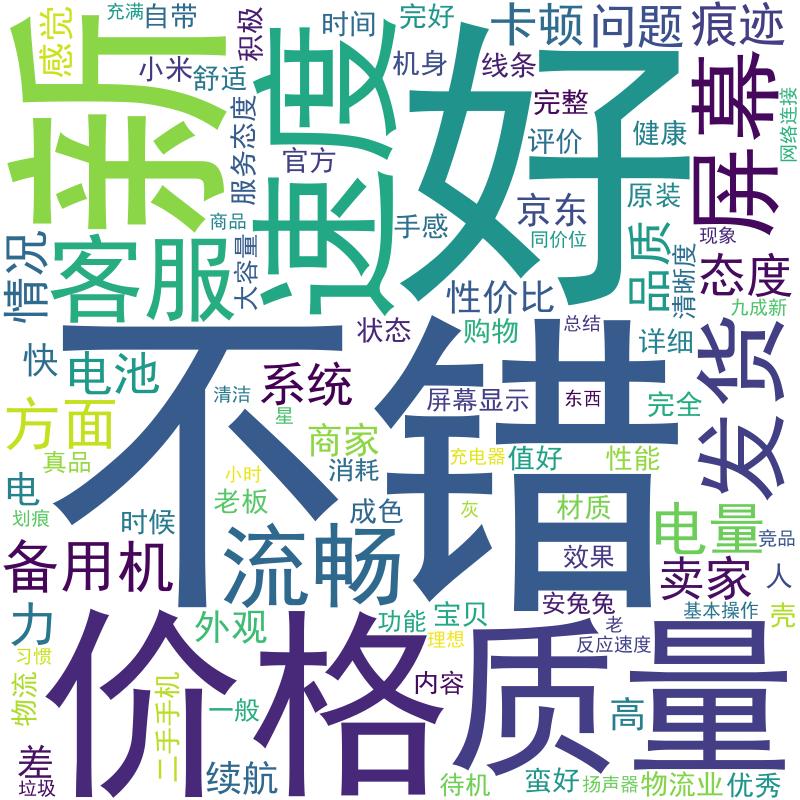 充满
自带
感觉
积极
时间
完好
卡顿
问题
痕迹
新
小米
舒适
度
速
机身
线条
好
屏幕
完整
评价
健康
网络连接
服务态度
官方
商品
手感
京东
原装
同价位
现象
情况
客服
大容量
性价比
品质
清晰度
态度
九成新
快
不错
状态
购物
总结
详细
发货
电池
系统
清洁
星
屏幕显示
东西
完全
方面
真品
商家
小时
消耗
充电器
值好
性能
电
划痕
时候
老板
成色
灰
材质
电量
竞品
备用机
流畅
效果
卖家
人
力
外观
功能
宝贝
安兔兔
老
基本操作
壳
习惯
价格
理想
质量
反应速度
物流
二手手机
一般
内容
高
差
垃圾
续航
待机
蛮好
扬声器
物流业
优秀